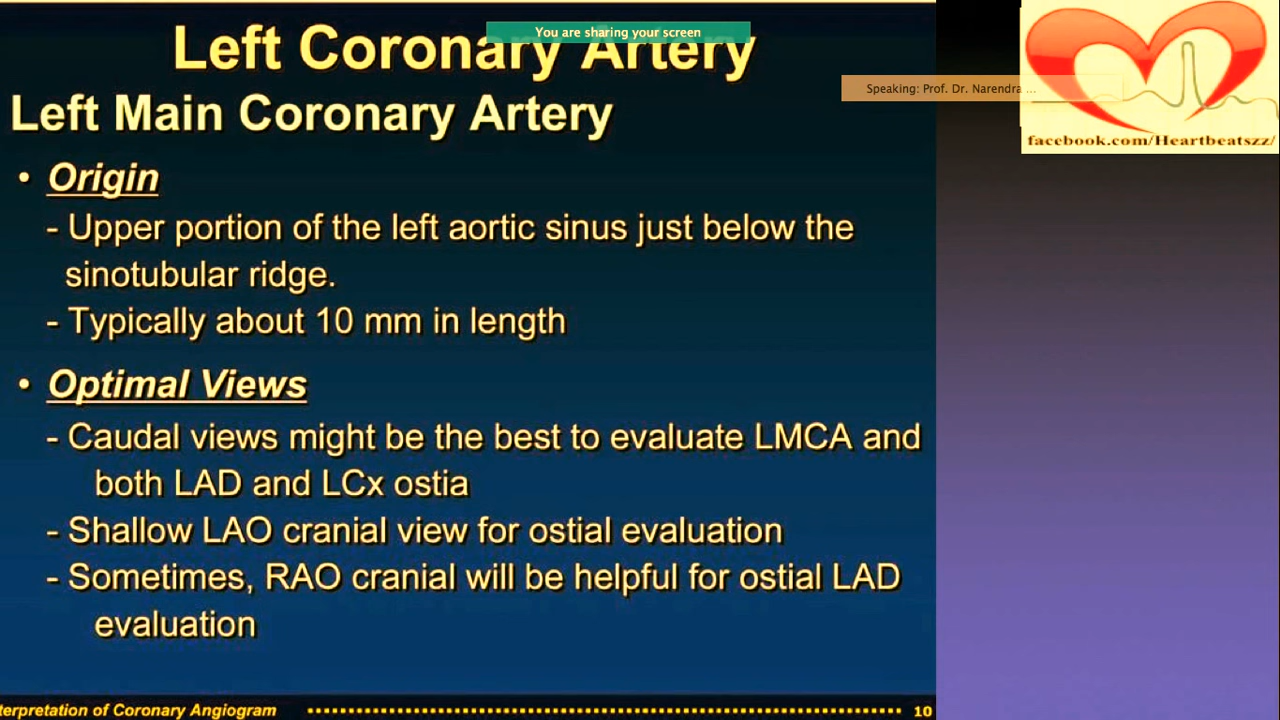 You are sharing your screen
Left Coronary Artery
Speaking: Prof. Dr. Narendra ...
facebook.com/Heartbeatszz/
Left Main Coronary Artery
• Origin
- Upper portion of the left aortic sinus just below the
sinotubular ridge.
- Typically about 10 mm in length
• Optimal Views
- Caudal views might be the best to evaluate LMCA and
both LAD and LCx ostia
- Shallow LAO cranial view for ostial evaluation
- Sometimes, RAO cranial will be helpful for ostial LAD
evaluation
terpretation of Coronary Angiogram
10